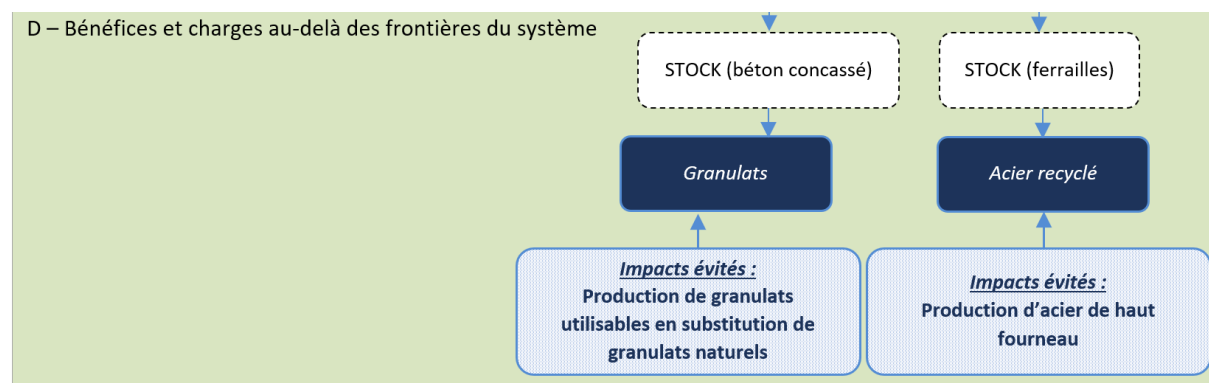 D – Bénéfices et charges au-delà des frontières du système
STOCK (béton concassé)
STOCK (ferrailles)
Granulats
Acier recyclé
Impacts évités :
Production de granulats
utilisables en substitution de
granulats naturels
Impacts évités :
Production d’acier de haut
fourneau